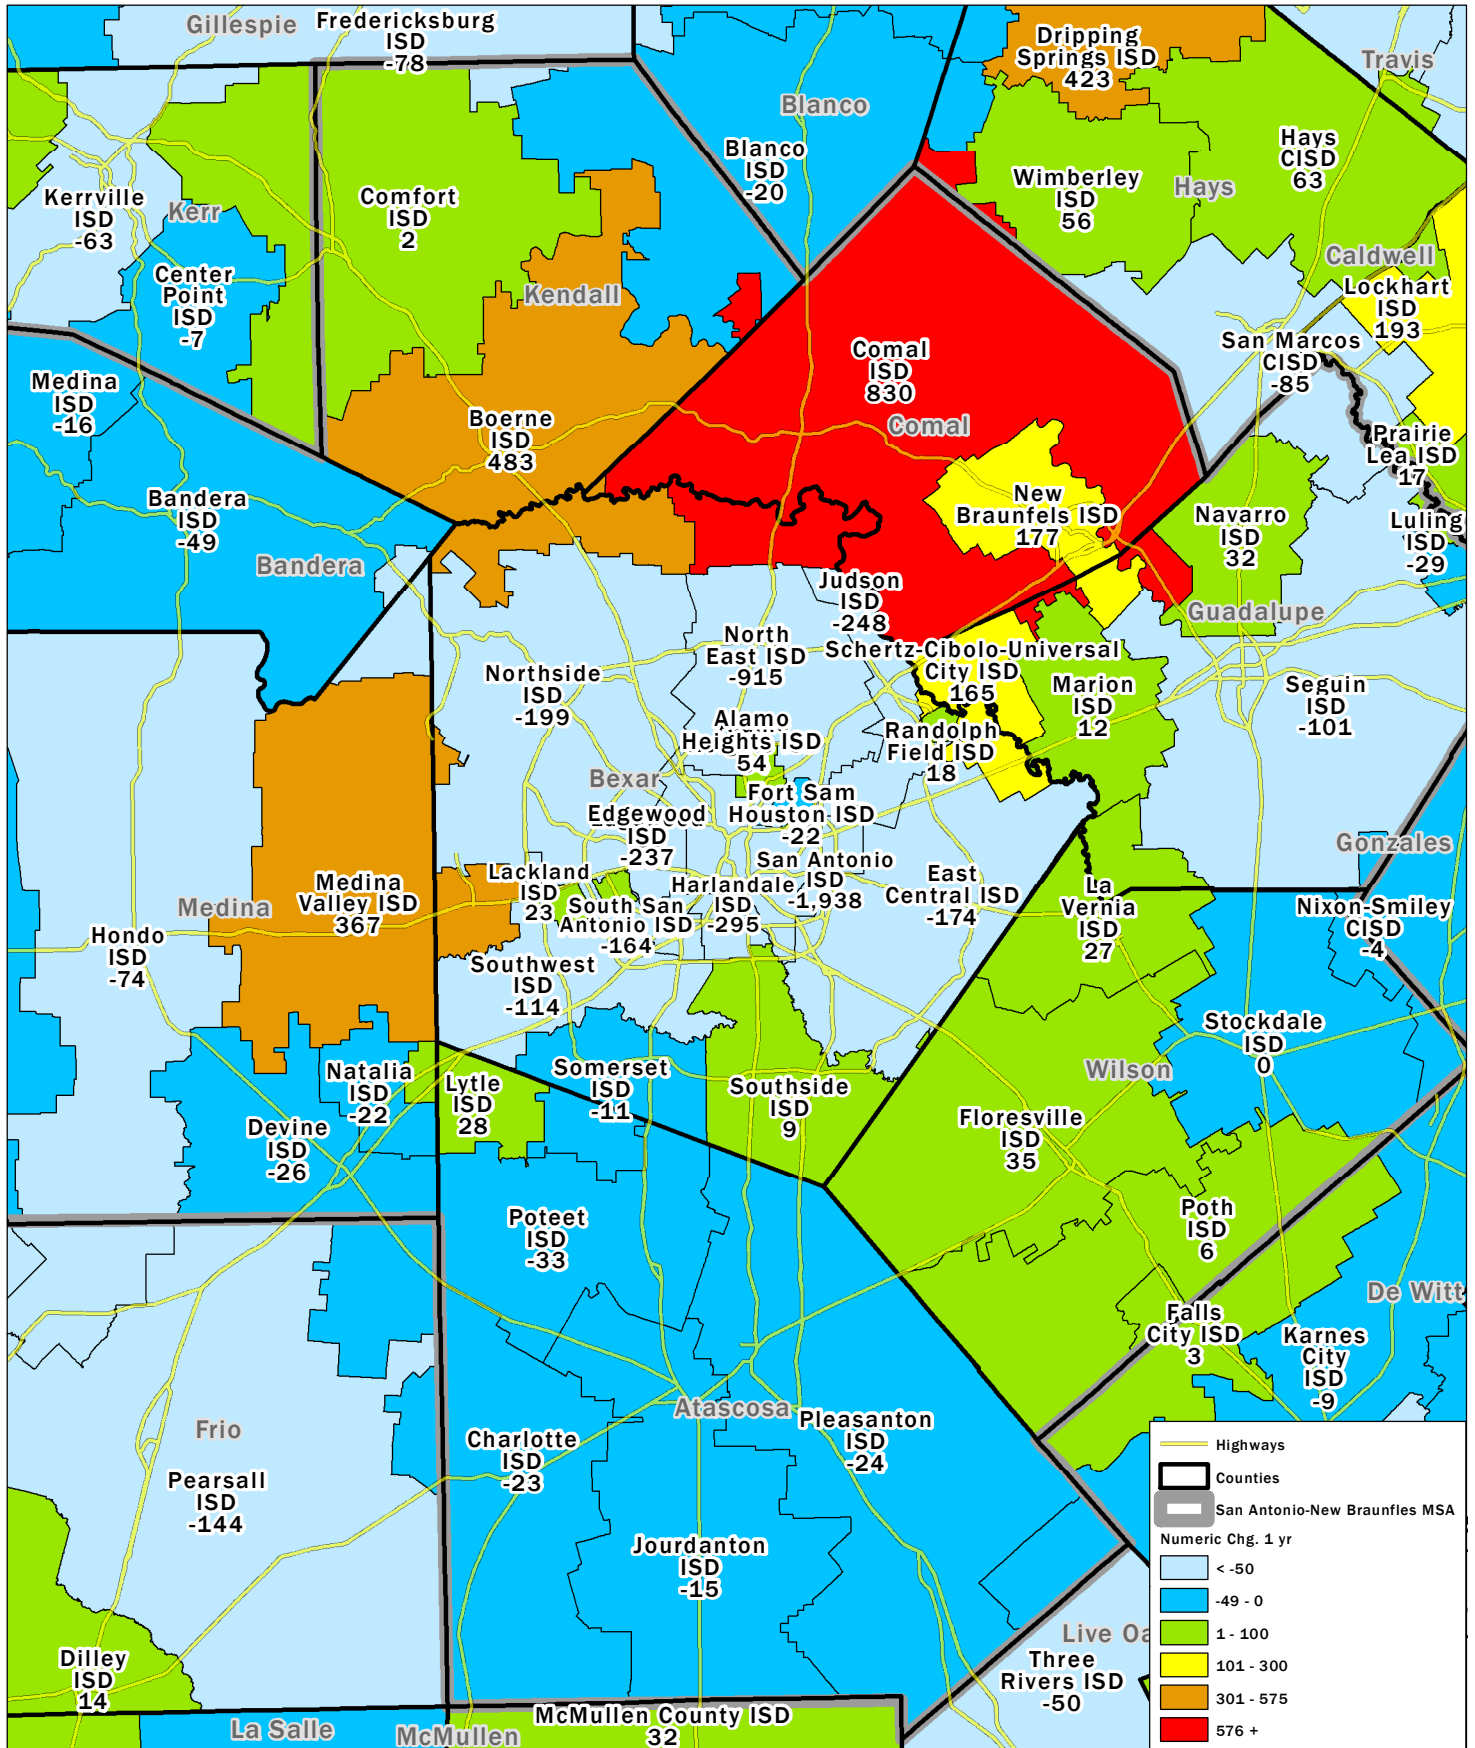 Gillespie
Fredericksburg
ISD
-78
Dripping
Springs ISD
423
Travis
Blanco
Blanco
ISD
-20
Hays
CISD
63
Wimberley
ISD
56
Hays
Kerrville
ISD
-63
Kerr
Comfort
ISD
2
Center
Point
ISD
-7
Kendall
Caldwell
Lockhart
ISD
193
San Marcos
CISD
-85
Comal
ISD
830
Comal
Medina
ISD
-16
Boerne
ISD
483
Prairie
Lea ISD
17
Bandera
ISD
-49
Bandera
New
Braunfels ISD
177
Navarro
ISD
32
Luling
ISD
-29
Judson
ISD
-248
Guadalupe
North
East ISD
-915
Schertz-Cibolo-Universal
City ISD
165
Northside
ISD
-199
Marion
ISD
12
Seguin
ISD
-101
Alamo
Heights ISD
54
Randolph
Field ISD
18
Bexar
Fort Sam
Houston ISD
-22
Edgewood
ISD
-237
Gonzales
San Antonio
ISD
-1,938
East
Central ISD
-174
Lackland
ISD
23
Harlandale
ISD
-295
South San
Antonio ISD
-164
La
Vernia
ISD
27
Nixon-Smiley
CISD
-4
Medina
Medina
Valley ISD
367
Hondo
ISD
-74
Southwest
ISD
-114
Stockdale
ISD
0
Wilson
Natalia
ISD
-22
Lytle
ISD
28
Somerset
ISD
-11
Southside
ISD
9
Floresville
ISD
35
Devine
ISD
-26
Poteet
ISD
-33
Poth
ISD
6
De Witt
Falls
City ISD
3
Karnes
City
ISD
-9
Frio
Atascosa
Pleasanton
ISD
-24
Charlotte
ISD
-23
Pearsall
ISD
-144
Jourdanton
ISD
-15
Live Oa
Three
Rivers ISD
-50
Dilley
ISD
14
La Salle
McMullen
McMullen County ISD
32
Highways
Counties
San Antonio-New Braunfles MSA
Numeric Chg. 1 yr
< -50
-49 - 0
1 - 100
101 - 300
301 - 575
576 +